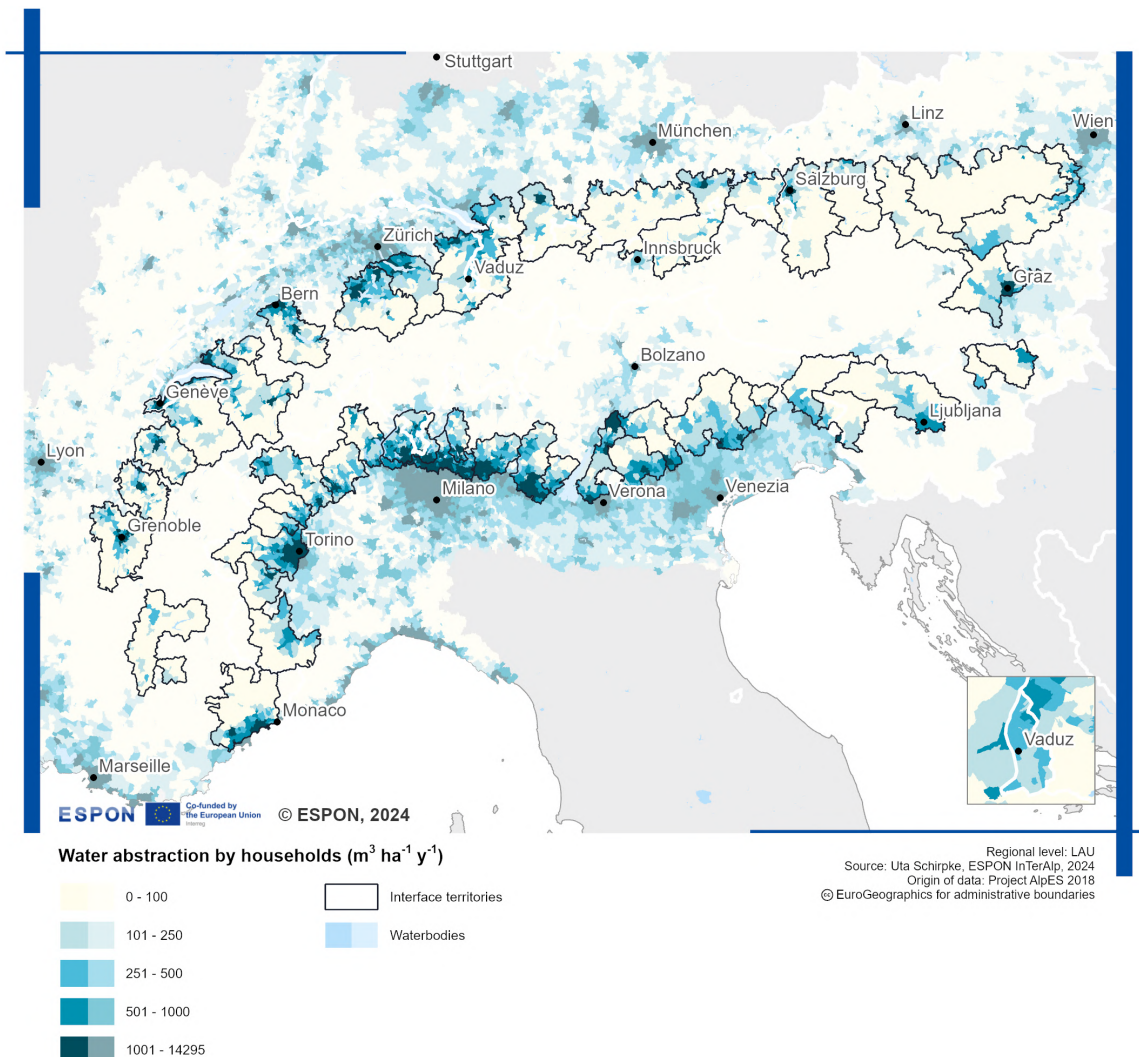 Stuttgart
München
Linz
Wien
Salzburg
Zürich
Innsbruck
Vaduz
Graz
Bern
Bolzano
Genève
Ljubljana
Lyon
Milano
Verona
Venezia
Grenoble
Torino
Monaco
Vaduz
Marseille
ESPON
Co-funded by
the European Union
Interreg
© ESPON, 2024
Water abstraction by households (m³ ha⁻¹ y⁻¹)
Regional level: LAU
Source: Uta Schirpke, ESPON InTerAlp, 2024
Origin of data: Project AlpES 2018
EuroGeographics for administrative boundaries
0 - 100
Interface territories
101 - 250
Waterbodies
251 - 500
501 - 1000
1001 - 14295